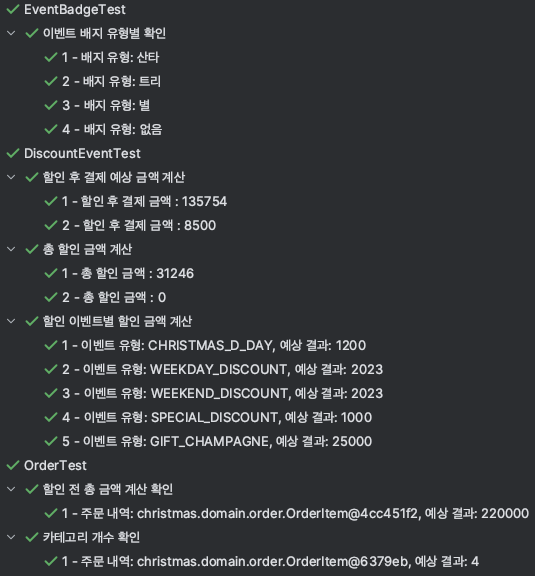 EventBadgeTest
이벤트 배지 유형별 확인
1 - 배지 유형: 산타
2 - 배지 유형: 트리
3 - 배지 유형: 별
4 - 배지 유형: 없음
DiscountEventTest
할인 후 결제 예상 금액 계산
1 - 할인 후 결제 금액 : 135754
2 - 할인 후 결제 금액 : 8500
총 할인 금액 계산
1 - 총 할인 금액 : 31246
2 - 총 할인 금액 : 0
할인 이벤트별 할인 금액 계산
1 - 이벤트 유형: CHRISTMAS_D_DAY, 예상 결과: 1200
2 - 이벤트 유형: WEEKDAY_DISCOUNT, 예상 결과: 2023
3 - 이벤트 유형: WEEKEND_DISCOUNT, 예상 결과: 2023
4 - 이벤트 유형: SPECIAL_DISCOUNT, 예상 결과: 1000
5 - 이벤트 유형: GIFT_CHAMPAGNE, 예상 결과: 25000
OrderTest
할인 전 총 금액 계산 확인
1 - 주문 내역: christmas.domain.order.OrderItem@4cc451f2, 예상 결과: 220000
카테고리 개수 확인
1 - 주문 내역: christmas.domain.order.OrderItem@6379eb, 예상 결과: 4